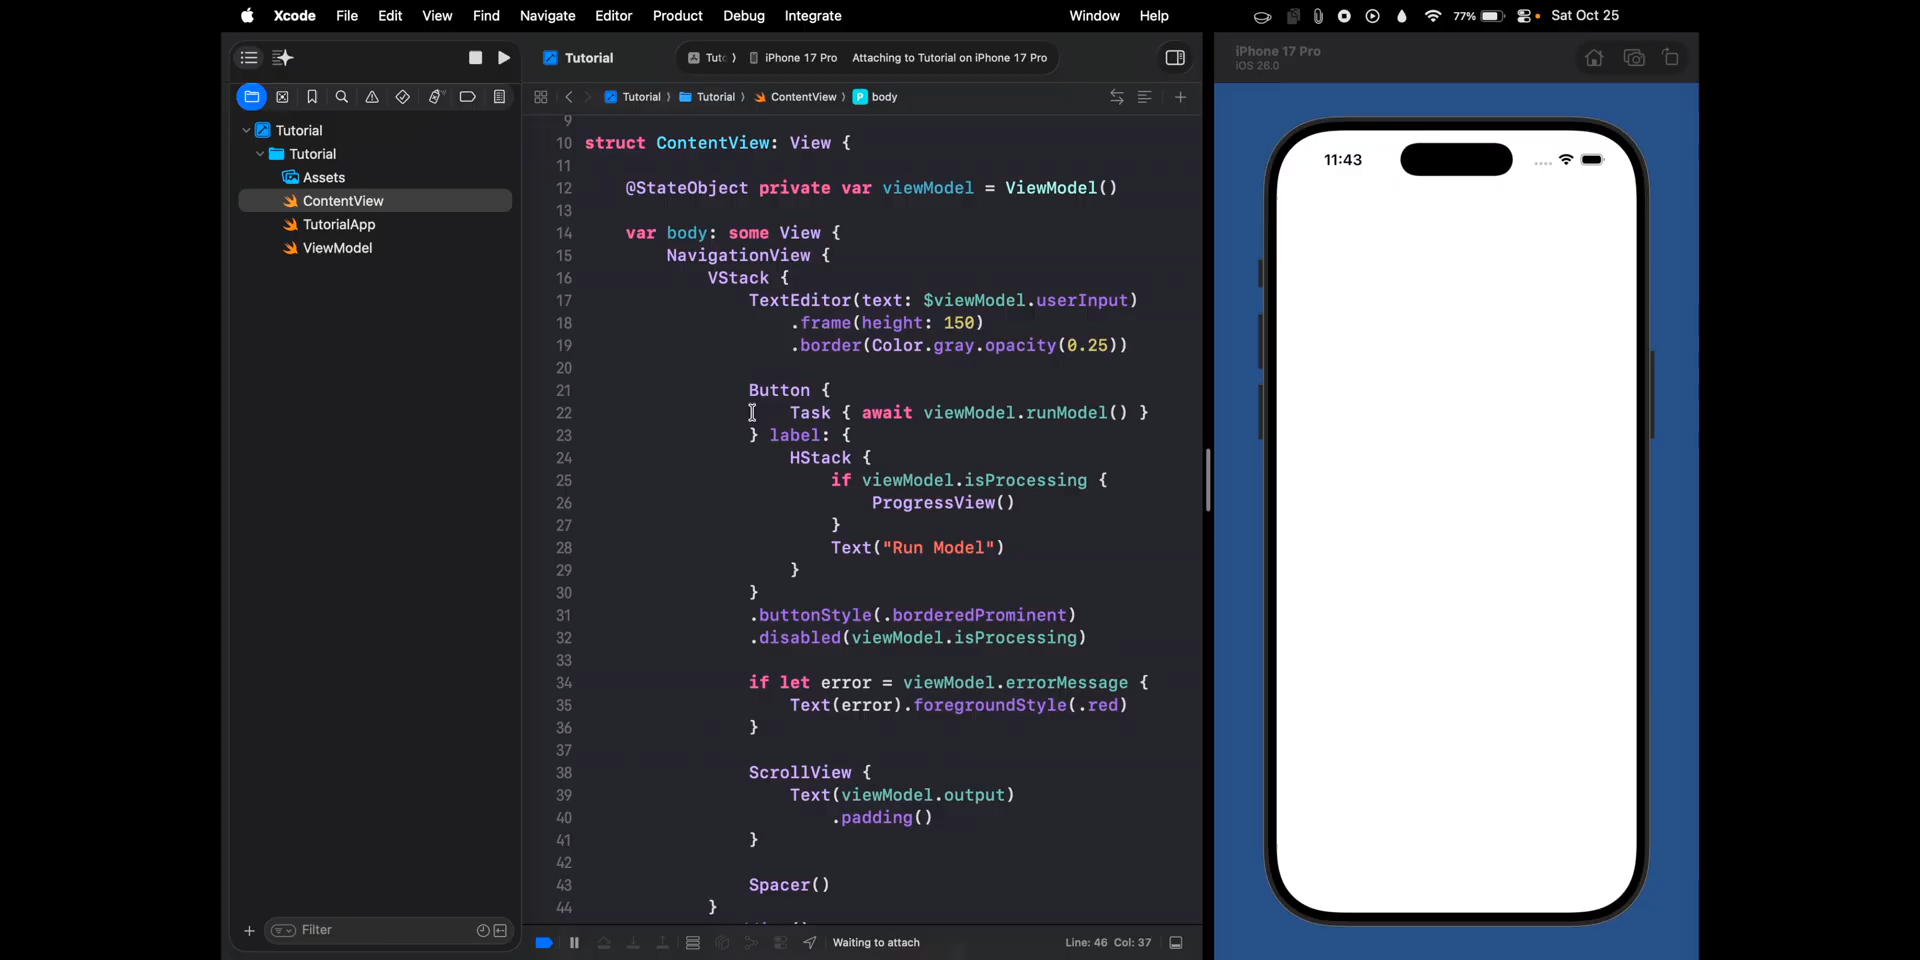 Xcode File Edit View Find Navigate Editor Product Debug Integrate Window Help 77% Sat Oct 25
Tutorial
Tut 〉 iPhone 17 Pro Attaching to Tutorial on iPhone 17 Pro
Tutorial 〉 Tutorial 〉 ContentView 〉 P body
Tutorial
Tutorial
Assets
ContentView
TutorialApp
ViewModel
Filter
9
10 struct ContentView: View {
11
12 @StateObject private var viewModel = ViewModel()
13
14 var body: some View {
15 NavigationView {
16 VStack {
17 TextEditor(text: $viewModel.userInput)
18 .frame(height: 150)
19 .border(Color.gray.opacity(0.25))
20
21 Button {
22 Task { await viewModel.runModel() }
23 } label: {
24 HStack {
25 if viewModel.isProcessing {
26 ProgressView()
27 }
28 Text("Run Model")
29 }
30 }
31 .buttonStyle(.borderedProminent)
32 .disabled(viewModel.isProcessing)
33
34 if let error = viewModel.errorMessage {
35 Text(error).foregroundStyle(.red)
36 }
37
38 ScrollView {
39 Text(viewModel.output)
40 .padding()
41 }
42
43 Spacer()
44 }
Waiting to attach Line: 46 Col: 37
iPhone 17 Pro
iOS 26.0
11:43